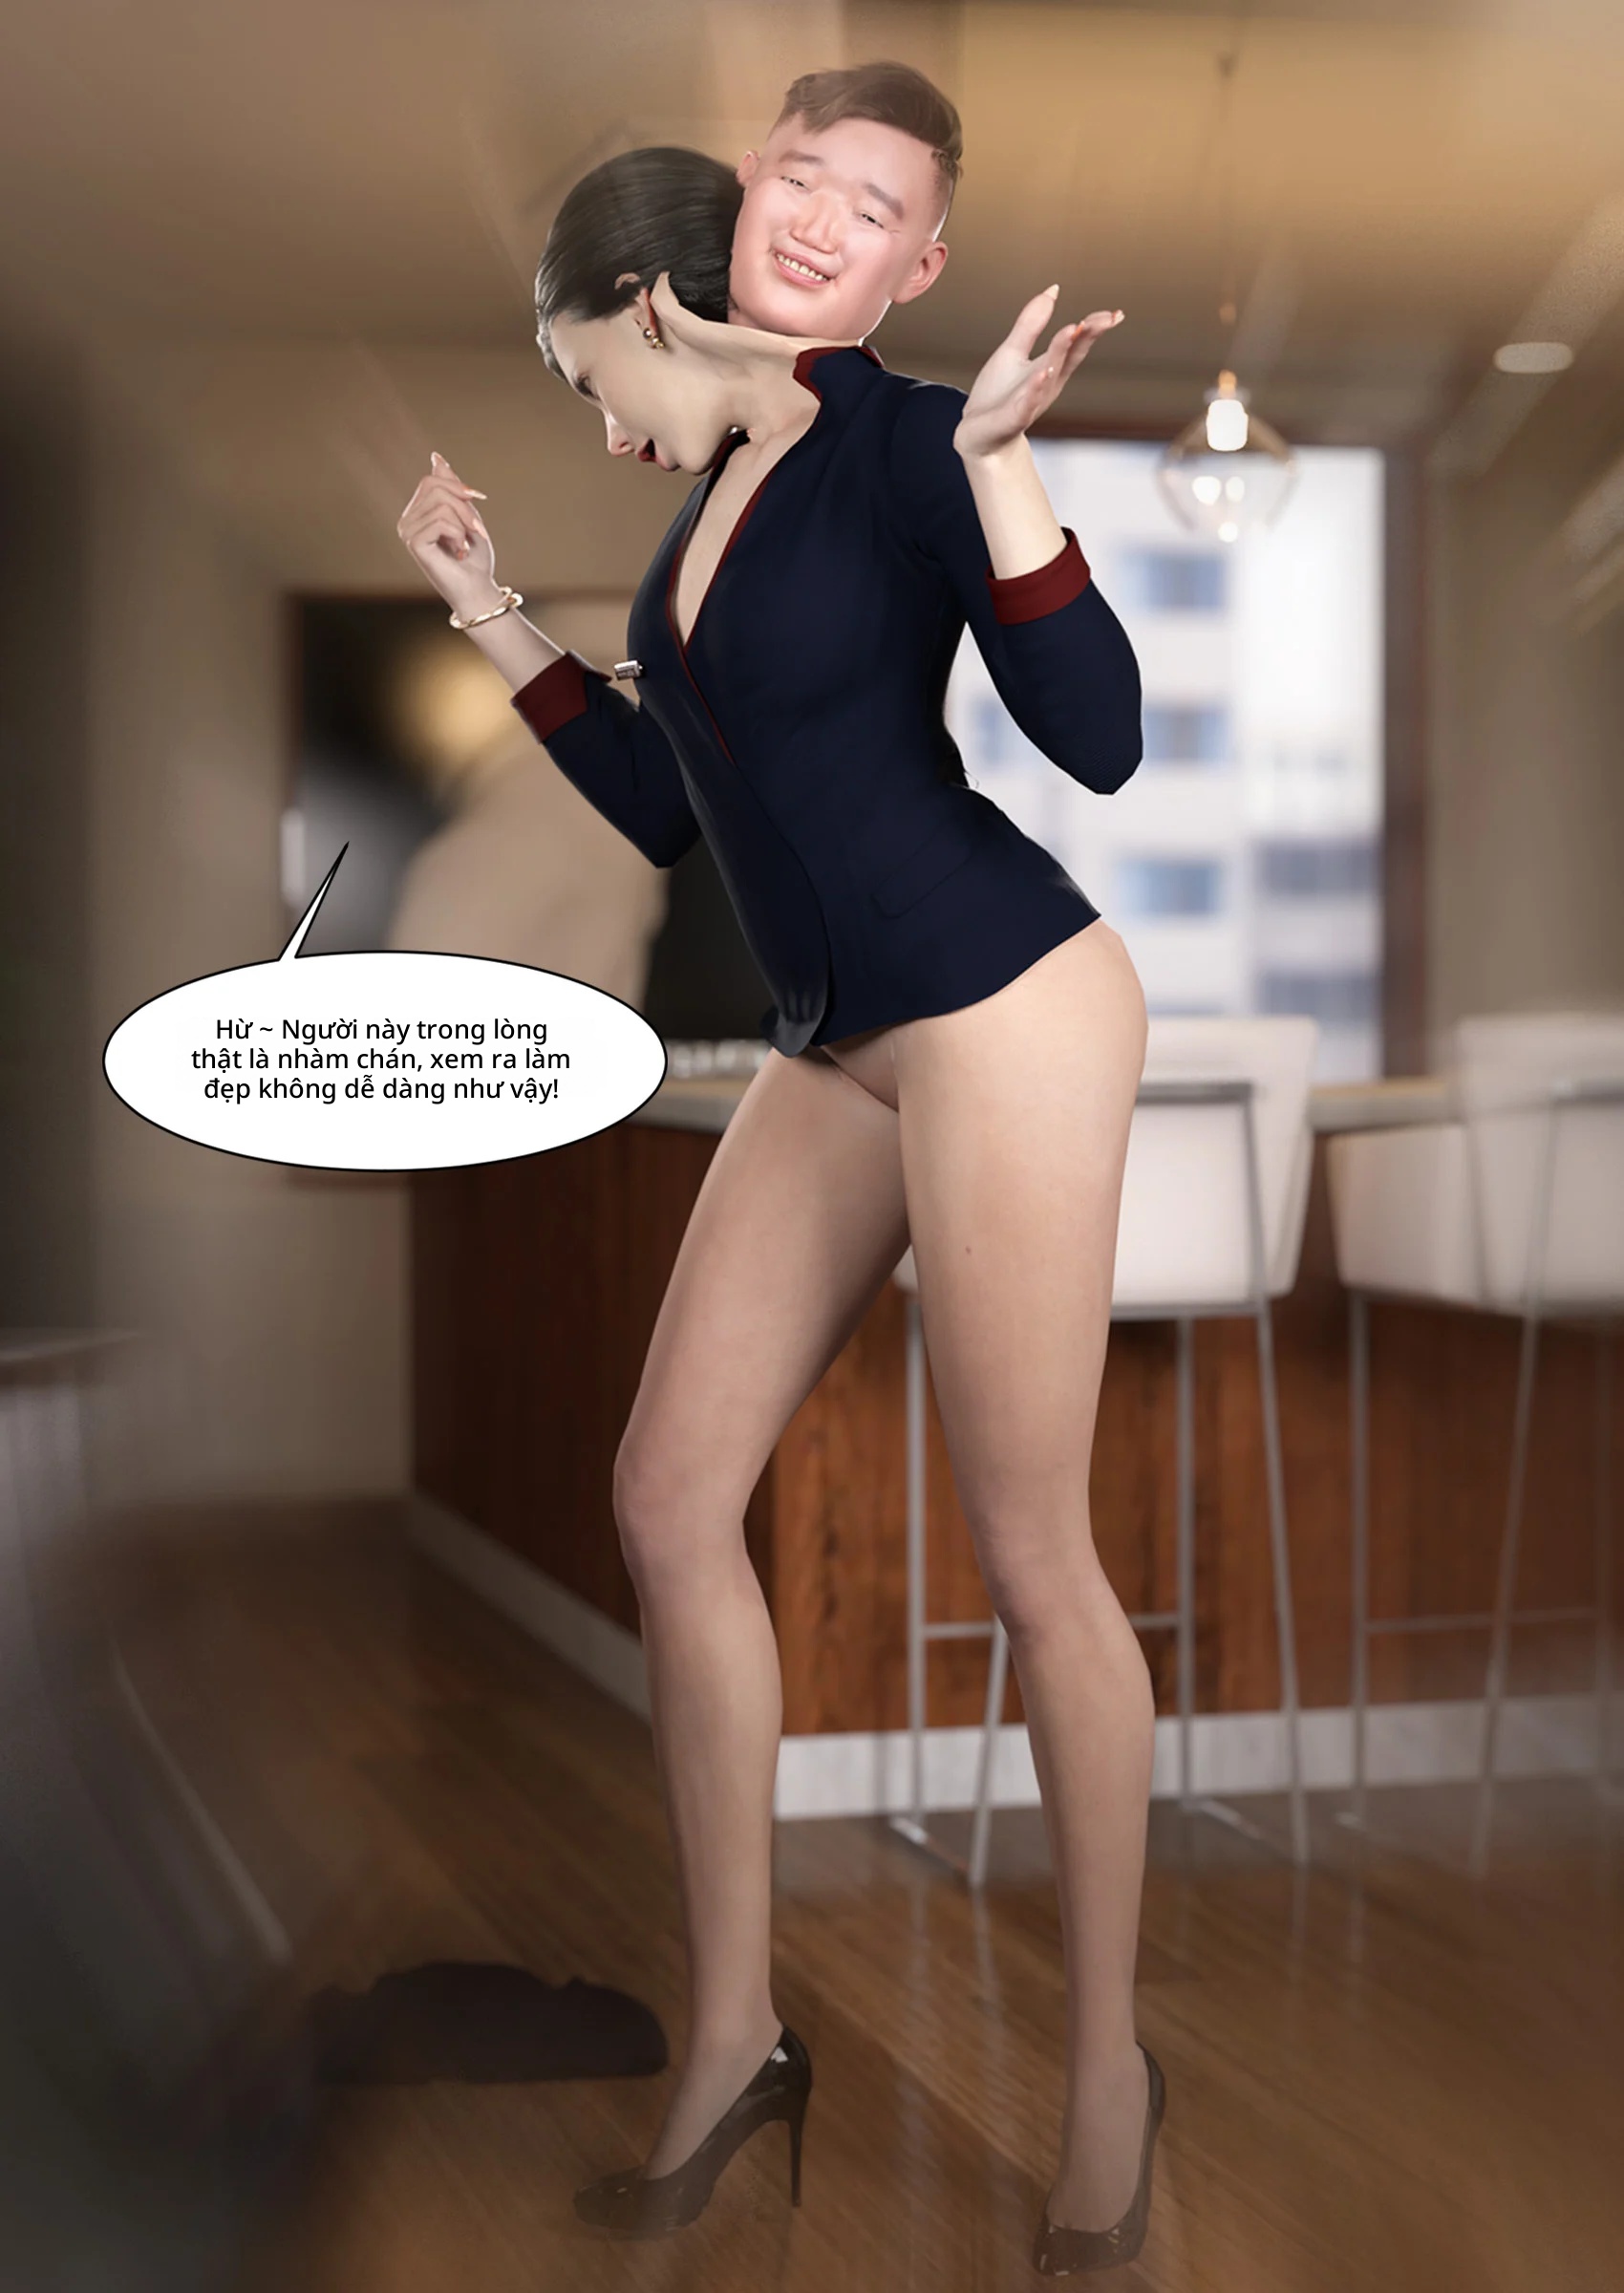 Hừ ~ Người này trong lòng
thật là nhàm chán, xem ra làm
đẹp không dễ dàng như vậy!